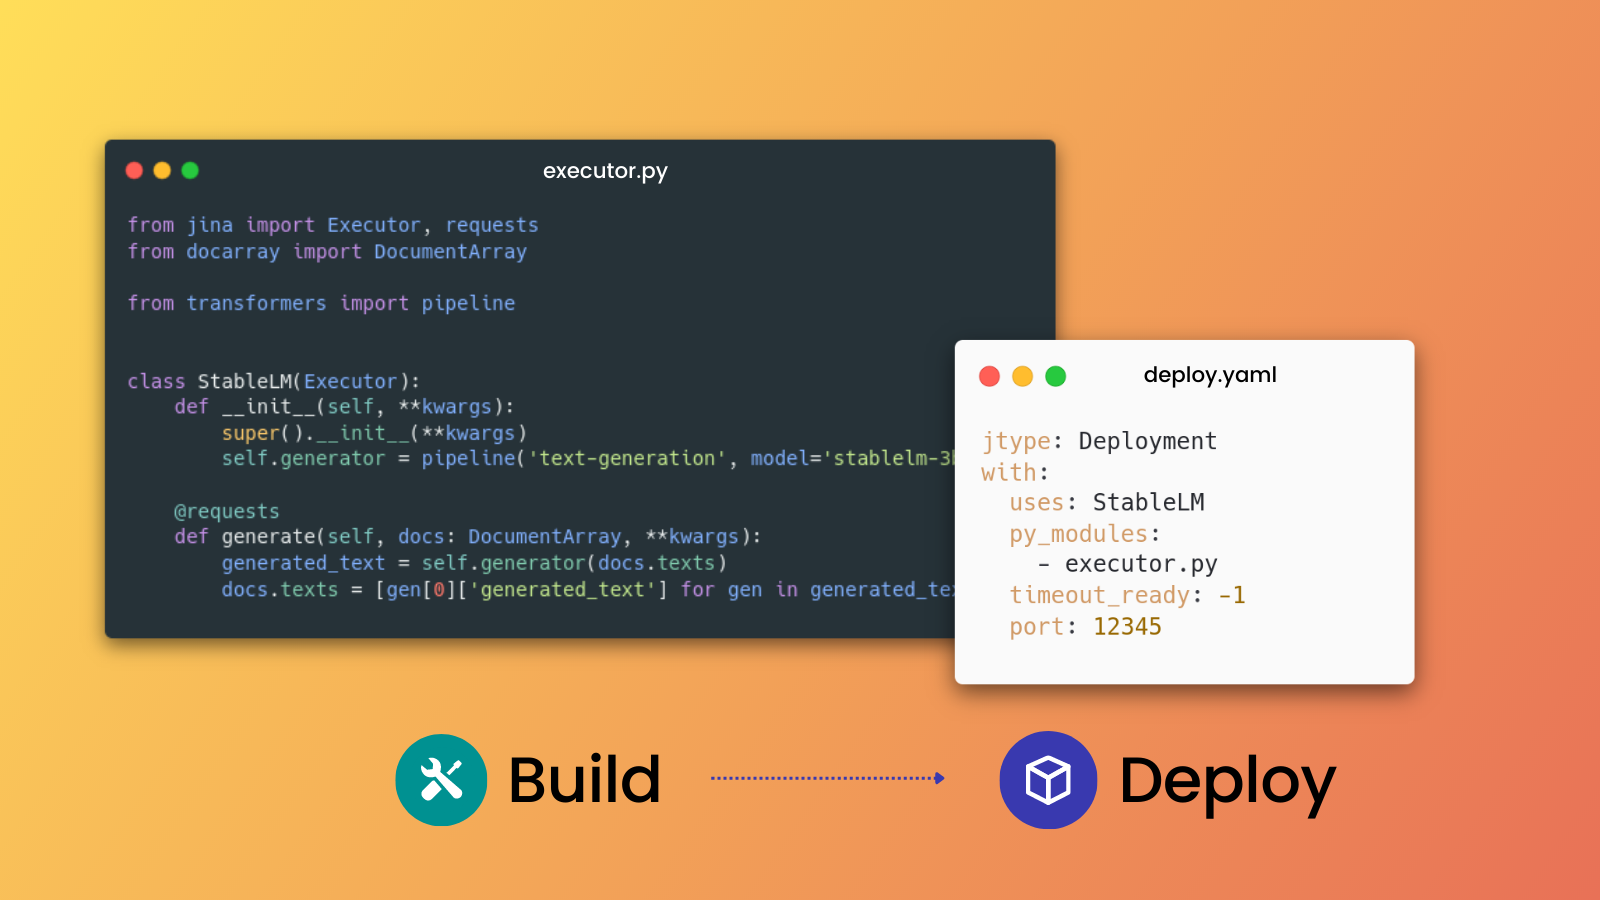 executor.py
from jina import Executor, requests
from docarray import DocumentArray
from transformers import pipeline
class StableLM(Executor):
    def __init__(self, **kwargs):
        super().__init__(**kwargs)
        self.generator = pipeline('text-generation', model='stablelm-3
    @requests
    def generate(self, docs: DocumentArray, **kwargs):
        generated_text = self.generator(docs.texts)
        docs.texts = [gen[0]['generated_text'] for gen in generated_te
deploy.yaml
jtype: Deployment
with:
  uses: StableLM
  py_modules:
    - executor.py
  timeout_ready: -1
  port: 12345
Build
Deploy